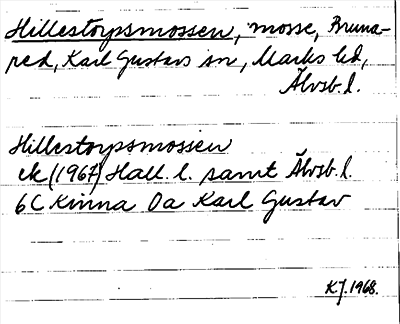 Hillestorpsmossen, mosse, Bruna-
red, Karl Gustavs sn, Marks hd,
Älvsb. l.
Hillestorpsmossen
ek (1967) Hall. l. samt Älvsb. l.
6C Kinna 0a Karl Gustav
KJ. 1968.